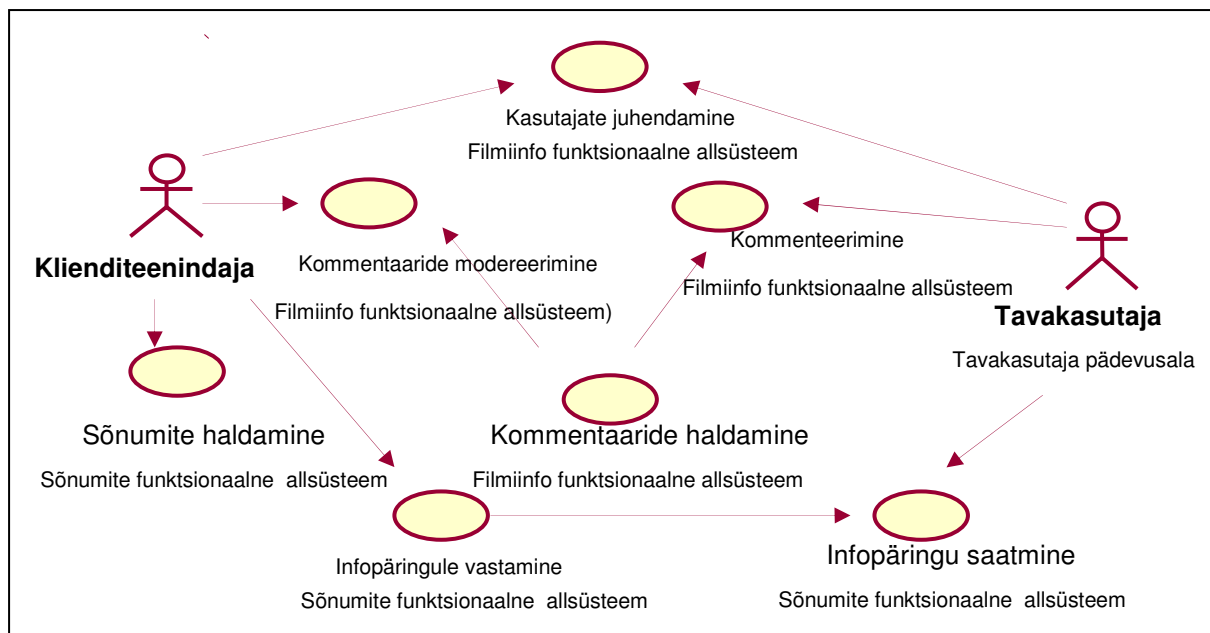 Kasutajate juhendamine
Filmiinfo funktsionaalne allsüsteem
Klienditeenindaja
Kommentaaride modereerimine
Filmiinfo funktsionaalne allsüsteem)
Kommenteerimine
Filmiinfo funktsionaalne allsüsteem
Tavakasutaja
Tavakasutaja pädevusala
Sõnumite haldamine
Sõnumite funktsionaalne allsüsteem
Kommentaaride haldamine
Filmiinfo funktsionaalne allsüsteem
Infopäringule vastamine
Sõnumite funktsionaalne allsüsteem
Infopäringu saatmine
Sõnumite funktsionaalne allsüsteem